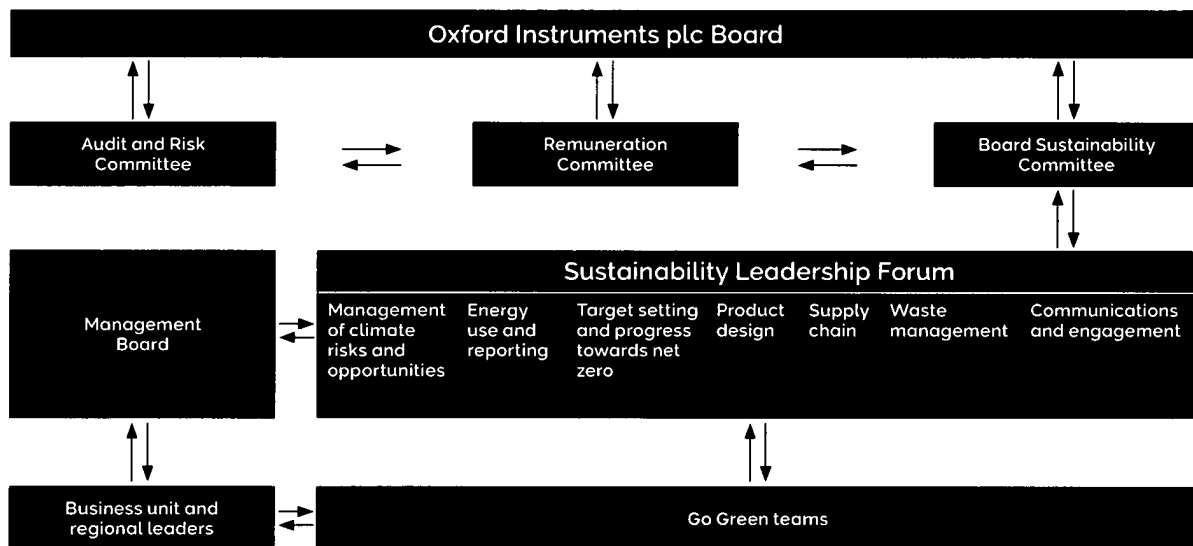 Oxford Instruments plc Board
Audit and Risk
Committee
Remuneration
Committee
Board Sustainability
Committee
Management
Board
Sustainability Leadership Forum
Management
of climate
risks and
opportunities
Energy
use and
reporting
Target setting
and progress
towards net
zero
Product
design
Supply
chain
Waste
management
Communications
and engagement
Business unit and
regional leaders
Go Green teams